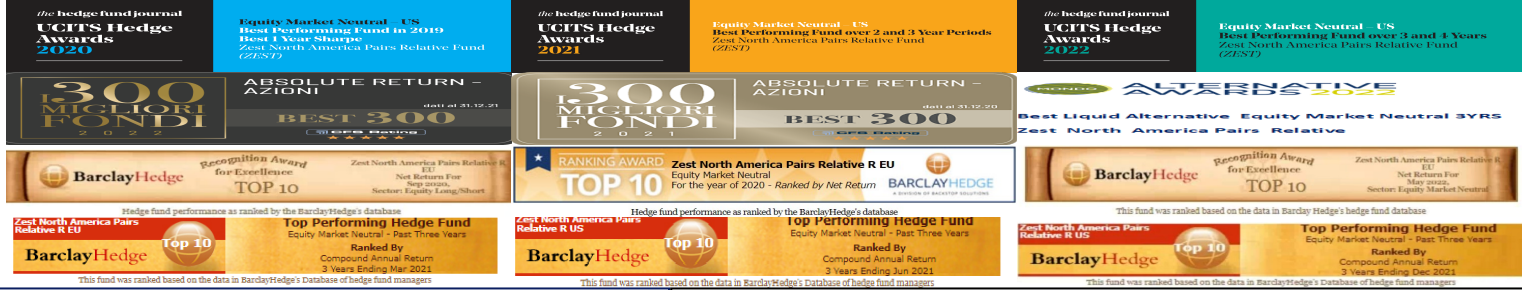 the hedge fund journal
UCITS Hedge
Awards
2020
Equity Market Neutral – US
Best Performing Fund in 2019
Best 1 Year Sharpe
Zest North America Pairs Relative Fund
(ZEST)
the hedge fund journal
UCITS Hedge
Awards
2021
Equity Market Neutral – US
Best Performing Fund over 2 and 3 Year Periods
Zest North America Pairs Relative Fund
(ZEST)
the hedge fund journal
UCITS Hedge
Awards
2022
Equity Market Neutral – US
Best Performing Fund over 3 and 4 Years
Zest North America Pairs Relative Fund
(ZEST)
I 300
MIGLIORI
FONDI
2022
ABSOLUTE RETURN –
AZIONI
dati al 31.12.21
BEST 300
CFS Rating
I 300
MIGLIORI
FONDI
2021
ABSOLUTE RETURN –
AZIONI
dati al 31.12.20
BEST 300
CFS Rating
MONDO
ALTERNATIVE
AWARDS 2022
Best Liquid Alternative Equity Market Neutral 3YRS
Zest North America Pairs Relative
BarclayHedge
Recognition Award
for Excellence
TOP 10
Zest North America Pairs Relative R
EU
Net Return For
Sep 2020,
Sector: Equity Long/Short
Hedge fund performance as ranked by the BarclayHedge's database
RANKING AWARD
TOP 10
Zest North America Pairs Relative R EU
Equity Market Neutral
For the year of 2020 - Ranked by Net Return
BARCLAYHEDGE
A DIVISION OF BACKSTOP SOLUTIONS
Hedge fund performance as ranked by the BarclayHedge's database
BarclayHedge
Recognition Award
for Excellence
TOP 10
Zest North America Pairs Relative R
EU
Net Return For
May 2022,
Sector: Equity Market Neutral
This fund was ranked based on the data in Barclay Hedge's hedge fund database
Zest North America Pairs
Relative R EU
BarclayHedge
Top 10
Top Performing Hedge Fund
Equity Market Neutral - Past Three Years
Ranked By
Compound Annual Return
3 Years Ending Mar 2021
This fund was ranked based on the data in BarclayHedge's Database of hedge fund managers
Zest North America Pairs
Relative R US
BarclayHedge
Top 10
Top Performing Hedge Fund
Equity Market Neutral - Past Three Years
Ranked By
Compound Annual Return
3 Years Ending Jun 2021
This fund was ranked based on the data in BarclayHedge's Database of hedge fund managers
Zest North America Pairs
Relative R US
BarclayHedge
Top 10
Top Performing Hedge Fund
Equity Market Neutral - Past Three Years
Ranked By
Compound Annual Return
3 Years Ending Dec 2021
This fund was ranked based on the data in BarclayHedge's Database of hedge fund managers